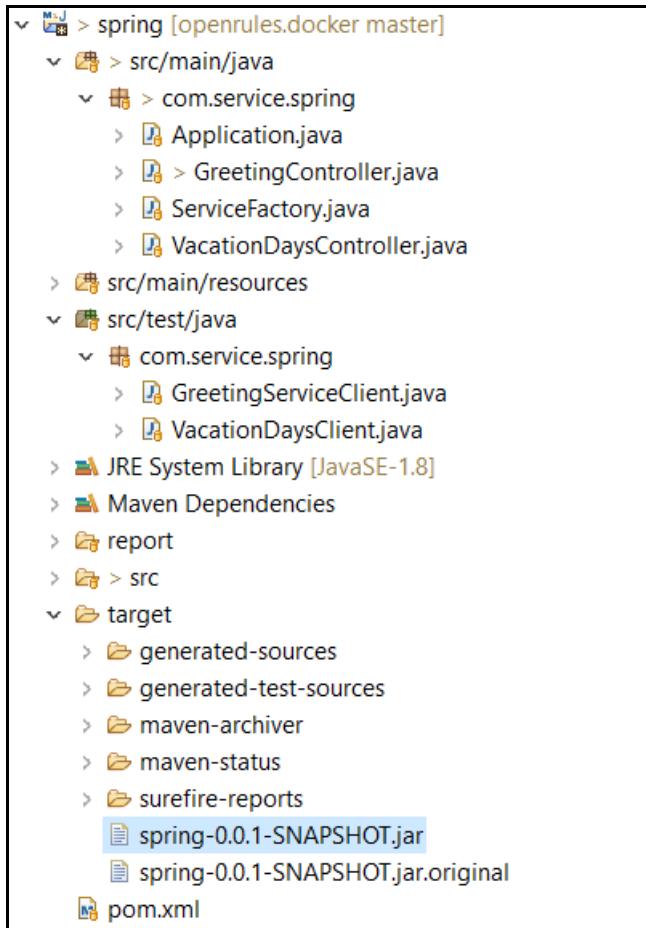 > spring [openrules.docker master]
> src/main/java
> com.service.spring
Application.java
> GreetingController.java
ServiceFactory.java
VacationDaysController.java
src/main/resources
src/test/java
com.service.spring
GreetingServiceClient.java
VacationDaysClient.java
JRE System Library [JavaSE-1.8]
Maven Dependencies
report
> src
target
generated-sources
generated-test-sources
maven-archiver
maven-status
surefire-reports
spring-0.0.1-SNAPSHOT.jar
spring-0.0.1-SNAPSHOT.jar.original
pom.xml